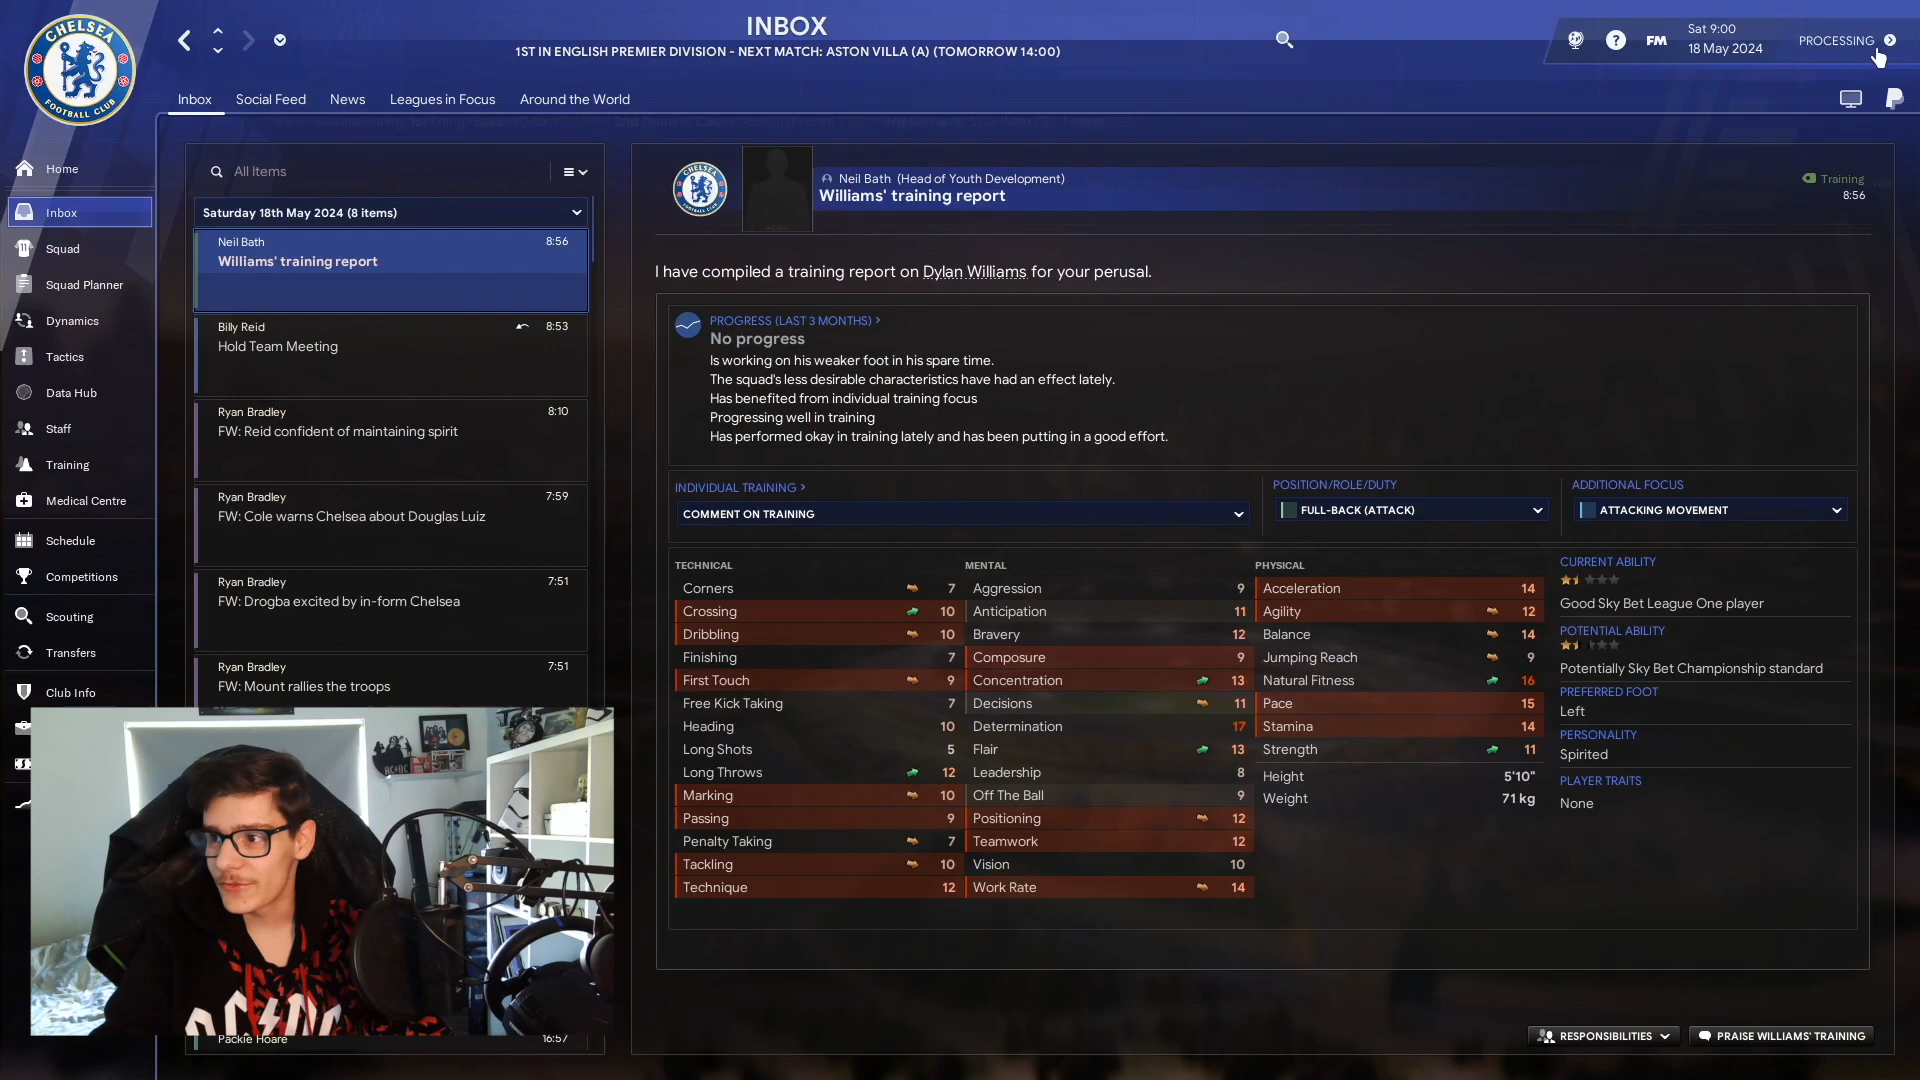 CHELSEA
FOOTBALL CLUB
INBOX
1ST IN ENGLISH PREMIER DIVISION - NEXT MATCH: ASTON VILLA (A) (TOMORROW 14:00)
FM
Sat 9:00
18 May 2024
PROCESSING
Inbox
Social Feed
News
Leagues in Focus
Around the World
Home
Inbox
Squad
Squad Planner
Dynamics
Tactics
Data Hub
Staff
Training
Medical Centre
Schedule
Competitions
Scouting
Transfers
Club Info
All Items
Saturday 18th May 2024 (8 items)
Neil Bath 8:56
Williams' training report
Billy Reid 8:53
Hold Team Meeting
Ryan Bradley 8:10
FW: Reid confident of maintaining spirit
Ryan Bradley 7:59
FW: Cole warns Chelsea about Douglas Luiz
Ryan Bradley 7:51
FW: Drogba excited by in-form Chelsea
Ryan Bradley 7:51
FW: Mount rallies the troops
Packie Hoare 16:57
Neil Bath (Head of Youth Development)
Williams' training report
Training
8:56
I have compiled a training report on Dylan Williams for your perusal.
PROGRESS (LAST 3 MONTHS) >
No progress
Is working on his weaker foot in his spare time.
The squad's less desirable characteristics have had an effect lately.
Has benefited from individual training focus
Progressing well in training
Has performed okay in training lately and has been putting in a good effort.
INDIVIDUAL TRAINING >
COMMENT ON TRAINING
POSITION/ROLE/DUTY
FULL-BACK (ATTACK)
ADDITIONAL FOCUS
ATTACKING MOVEMENT
TECHNICAL
Corners 7
Crossing 10
Dribbling 10
Finishing 7
First Touch 9
Free Kick Taking 7
Heading 10
Long Shots 5
Long Throws 12
Marking 10
Passing 9
Penalty Taking 7
Tackling 10
Technique 12
MENTAL
Aggression 9
Anticipation 11
Bravery 12
Composure 9
Concentration 13
Decisions 11
Determination 17
Flair 13
Leadership 8
Off The Ball 9
Positioning 12
Teamwork 12
Vision 10
Work Rate 14
PHYSICAL
Acceleration 14
Agility 12
Balance 14
Jumping Reach 9
Natural Fitness 16
Pace 15
Stamina 14
Strength 11
Height 5'10"
Weight 71 kg
CURRENT ABILITY
Good Sky Bet League One player
POTENTIAL ABILITY
Potentially Sky Bet Championship standard
PREFERRED FOOT
Left
PERSONALITY
Spirited
PLAYER TRAITS
None
RESPONSIBILITIES
PRAISE WILLIAMS' TRAINING
AC/DC